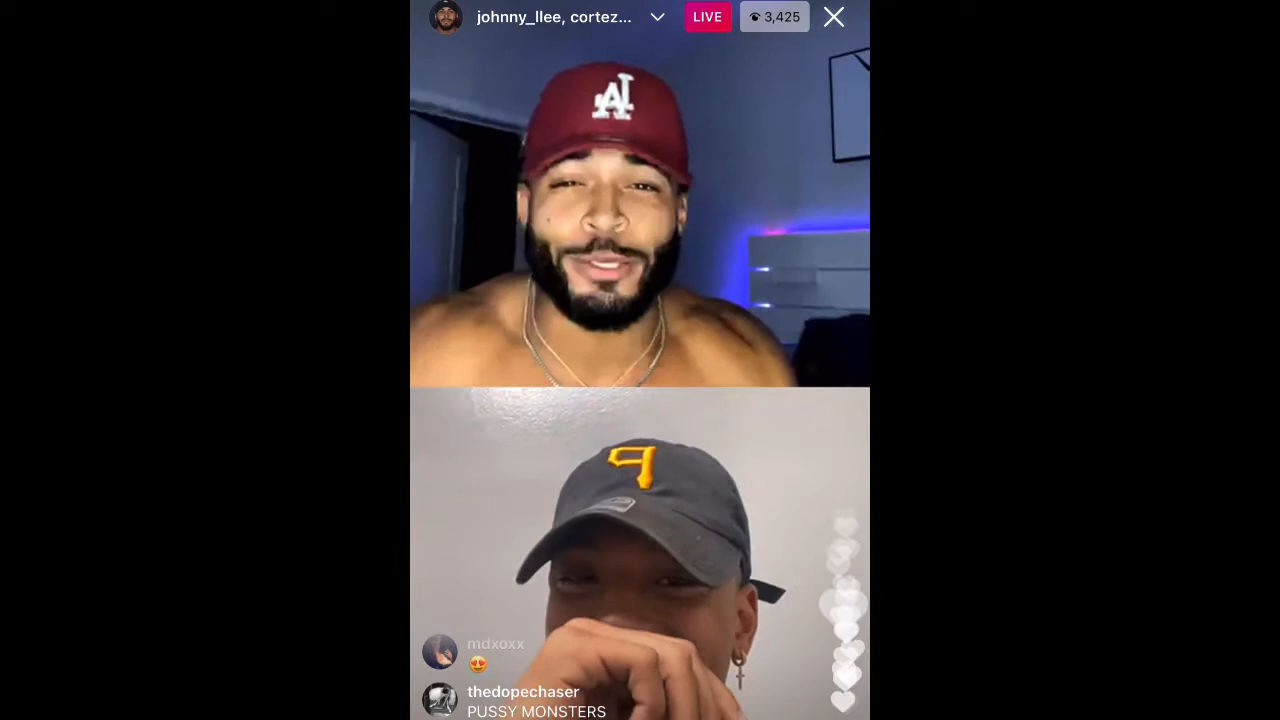 johnny_llee, cortez...
LIVE
3,425
mdxoxx
😍
thedopechaser
PUSSY MONSTERS